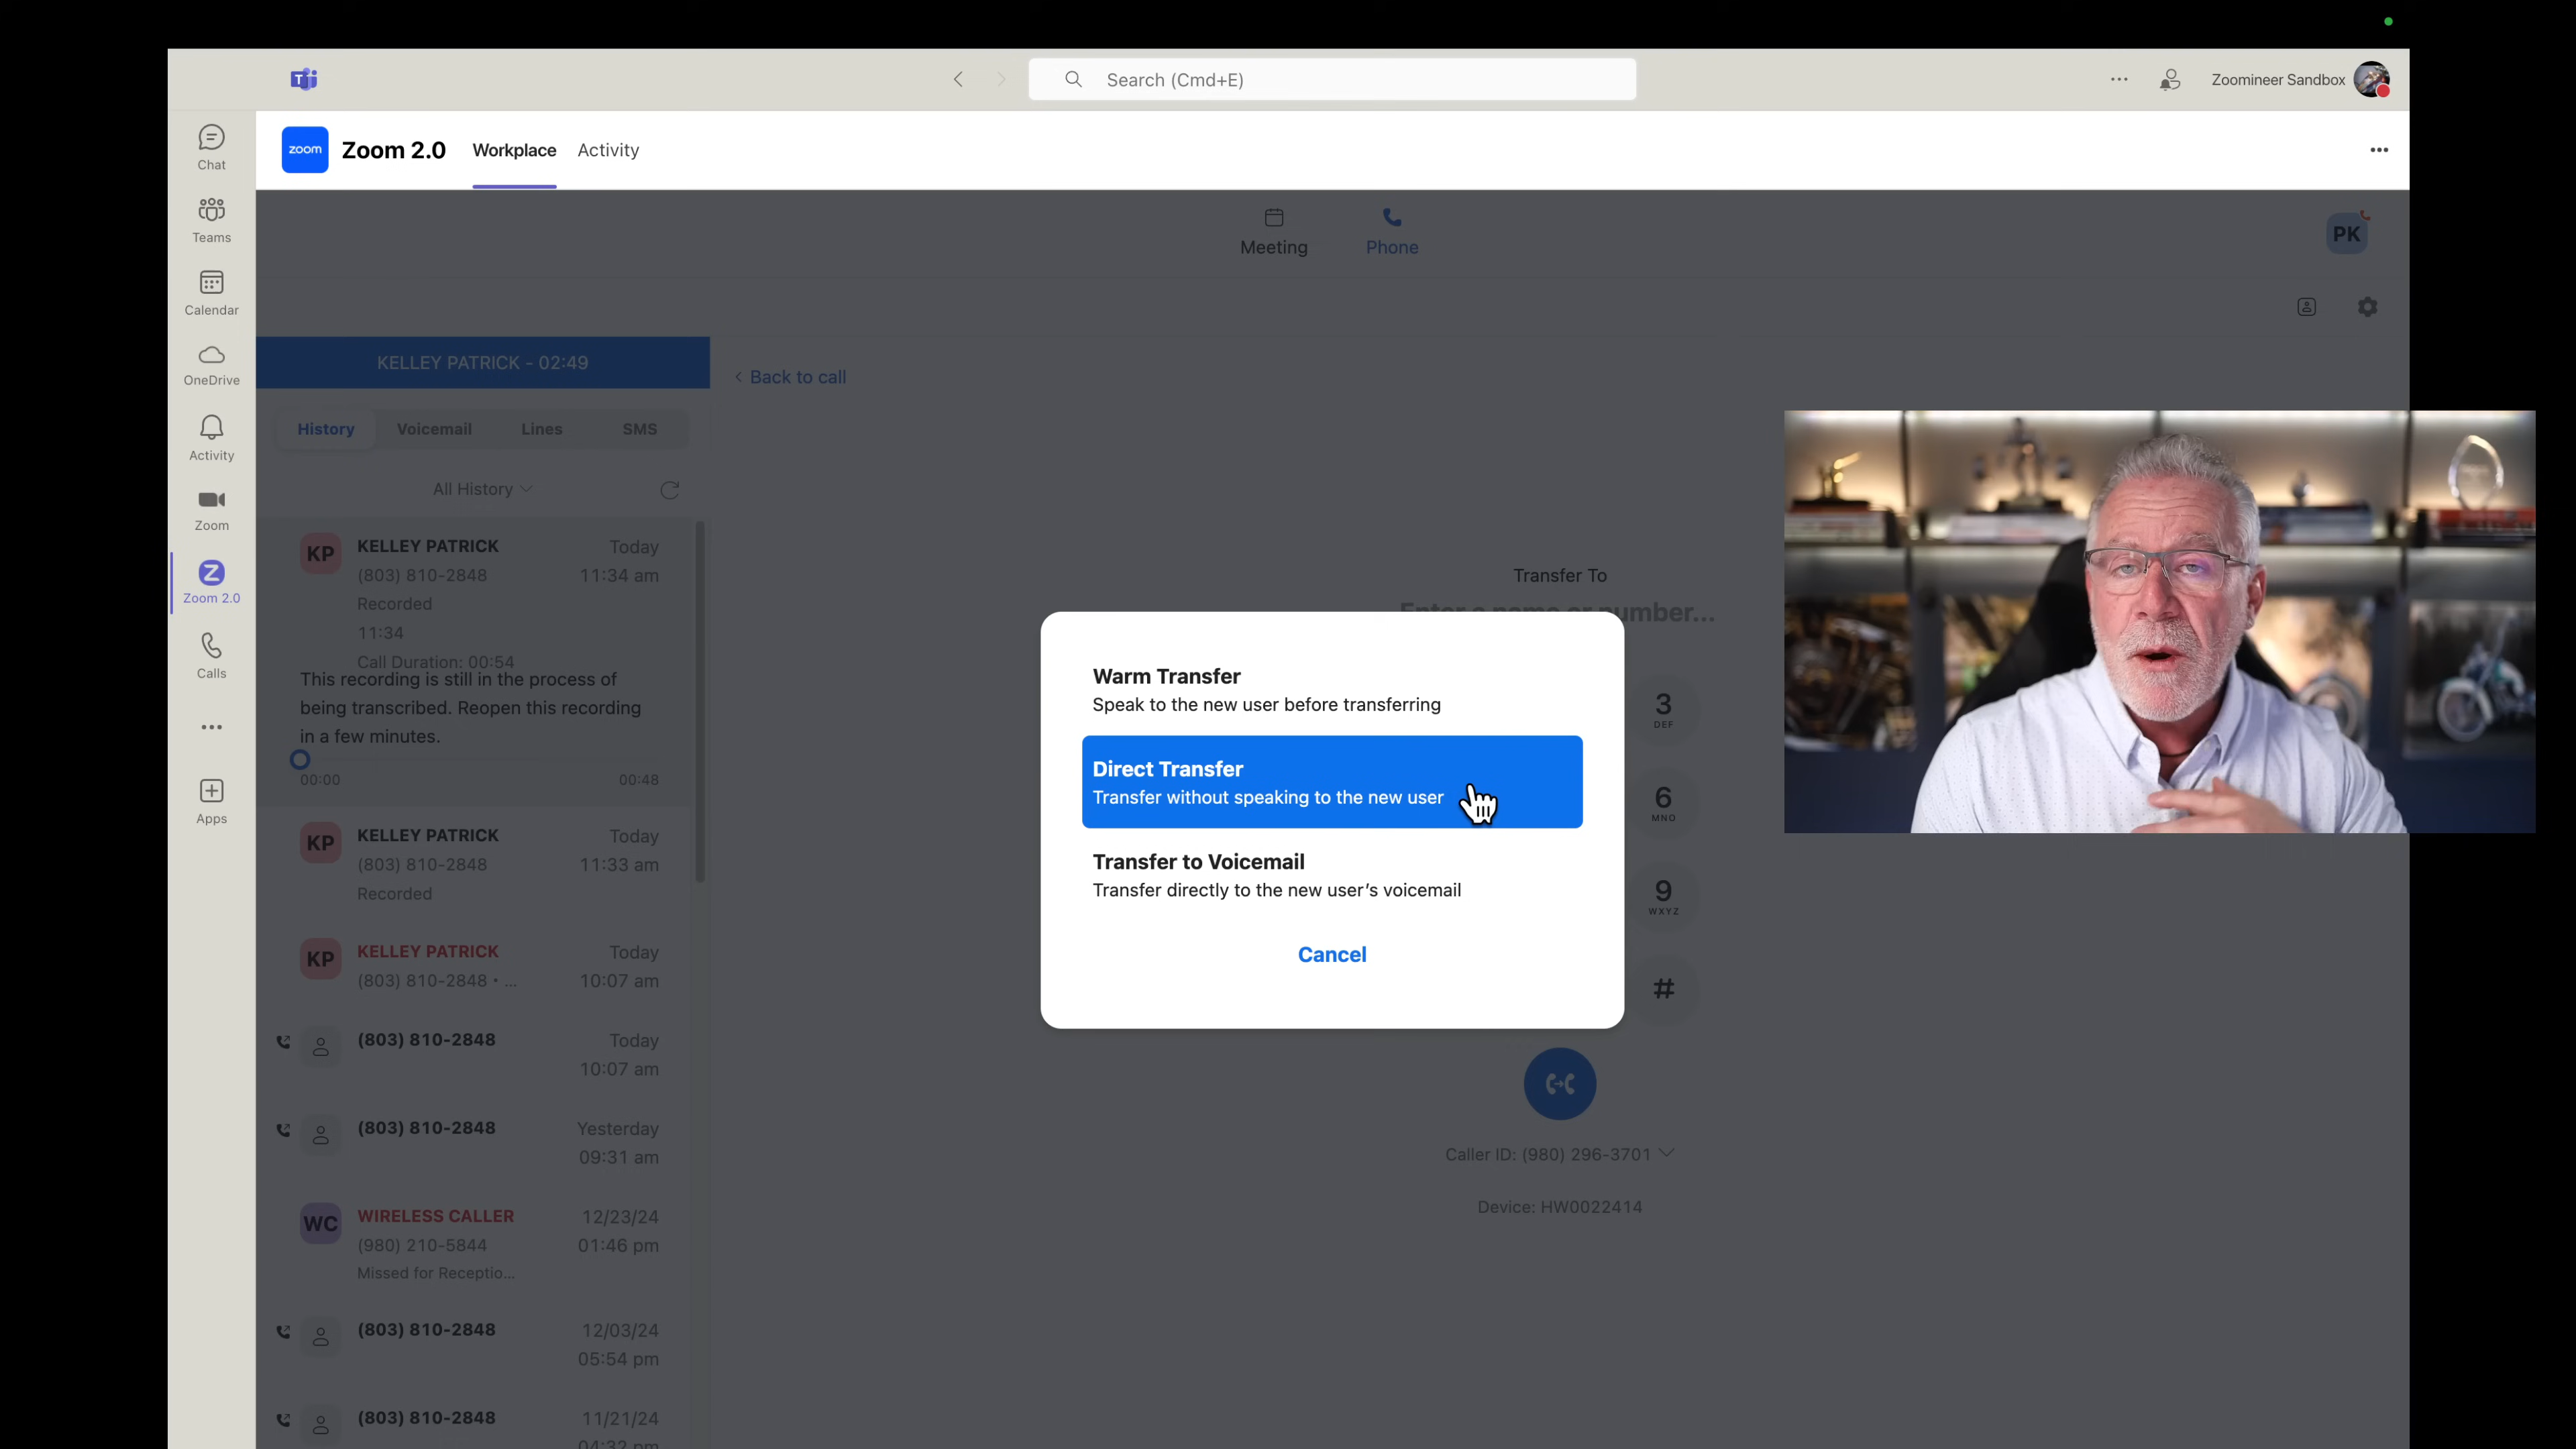 Search (Cmd+E)
Zoomineer Sandbox
zoom
Zoom 2.0
Workplace
Activity
Chat
Teams
Calendar
OneDrive
Activity
Zoom
Zoom 2.0
Calls
Apps
Meeting
Phone
PK
KELLEY PATRICK - 02:49
Back to call
History
Voicemail
Lines
SMS
All History
KP
KELLEY PATRICK
Today
(803) 810-2848
11:34 am
Recorded
11:34
Call Duration: 00:54
This recording is still in the process of
being transcribed. Reopen this recording
in a few minutes.
00:00
00:48
KP
KELLEY PATRICK
Today
(803) 810-2848
11:33 am
Recorded
KP
KELLEY PATRICK
Today
(803) 810-2848 • ...
10:07 am
(803) 810-2848
Today
10:07 am
(803) 810-2848
Yesterday
09:31 am
WC
WIRELESS CALLER
12/23/24
(980) 210-5844
01:46 pm
Missed for Receptio...
(803) 810-2848
12/03/24
05:54 pm
(803) 810-2848
11/21/24
04:32 pm
Transfer To
Enter a name or number...
3
DEF
6
MNO
9
WXYZ
#
Warm Transfer
Speak to the new user before transferring
Direct Transfer
Transfer without speaking to the new user
Transfer to Voicemail
Transfer directly to the new user's voicemail
Cancel
Caller ID: (980) 296-3701
Device: HW0022414